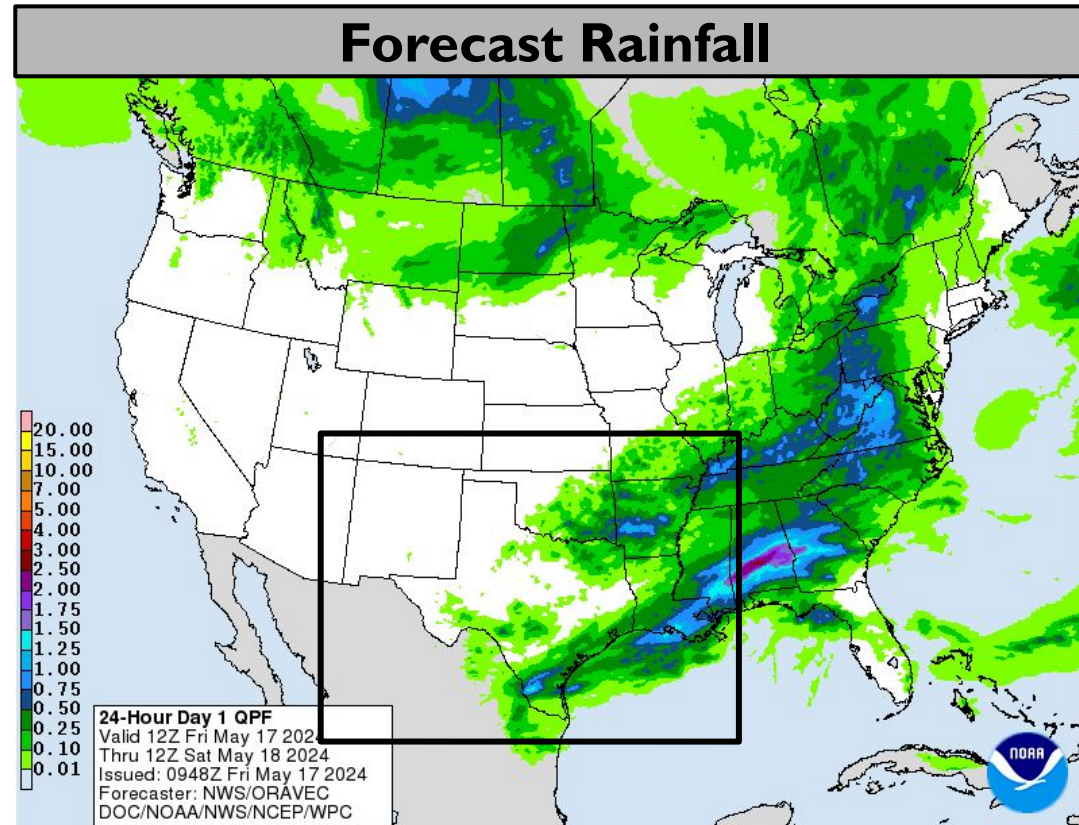 Forecast Rainfall
20.00
15.00
10.00
7.00
5.00
4.00
3.00
2.50
2.00
1.75
1.50
1.25
1.00
0.75
0.50
0.25
0.10
0.01
24-Hour Day 1 QPF
Valid 12Z Fri May 17 2024
Thru 12Z Sat May 18 2024
Issued: 0948Z Fri May 17 2024
Forecaster: NWS/ORAVEC
DOC/NOAA/NWS/NCEP/WPC
NOAA